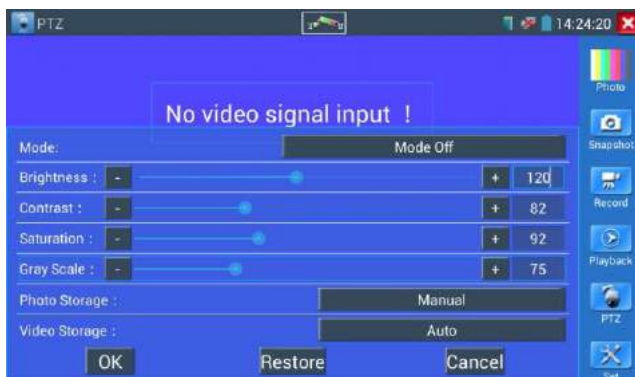 PTZ
14:24:20
No video signal input !
Mode: Mode Off
Brightness : - + 120
Contrast : - + 82
Saturation : - + 92
Gray Scale : - + 75
Photo Storage : Manual
Video Storage : Auto
OK Restore Cancel
Photo
Snapshot
Record
Playback
PTZ
Set